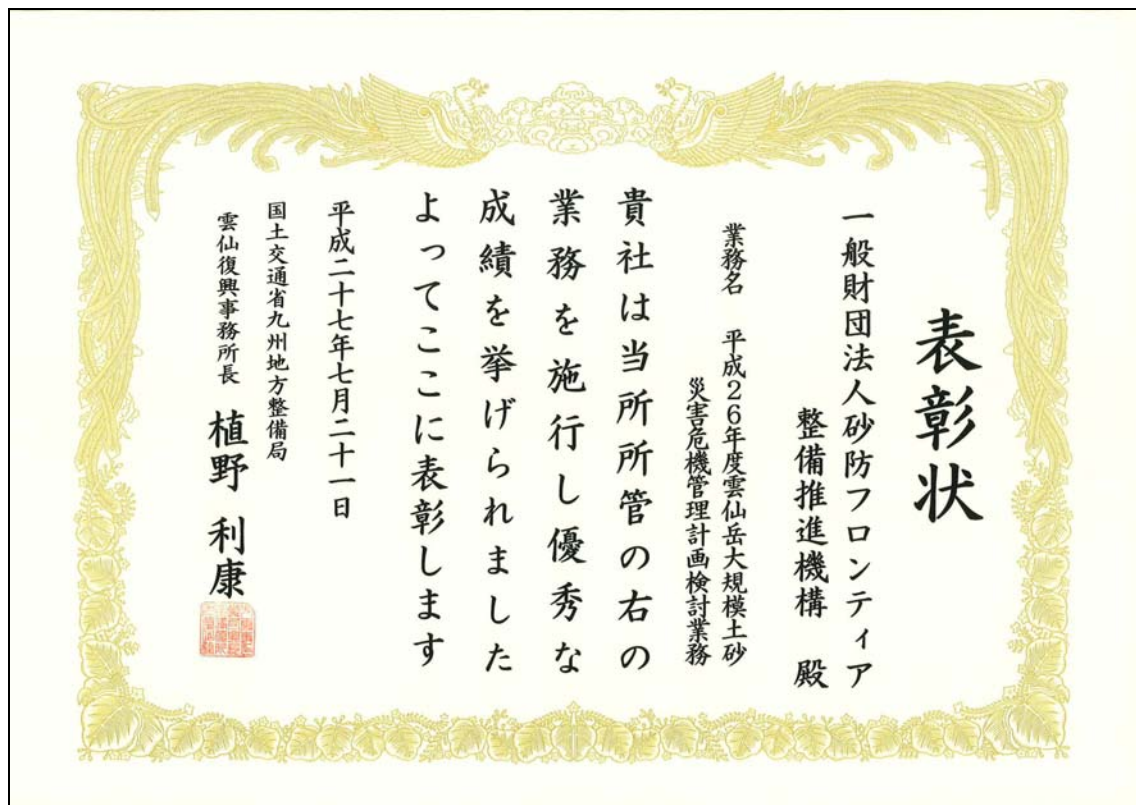 表彰状
一般財団法人砂防フロンティア
整備推進機構 殿
業務名 平成26年度雲仙岳大規模土砂
災害危機管理計画検討業務
貴社は当所所管の右の
業務を施行し優秀な
成績を挙げられました
よってここに表彰します
平成二十七年七月二十一日
国土交通省九州地方整備局
雲仙復興事務所長 植野 利康